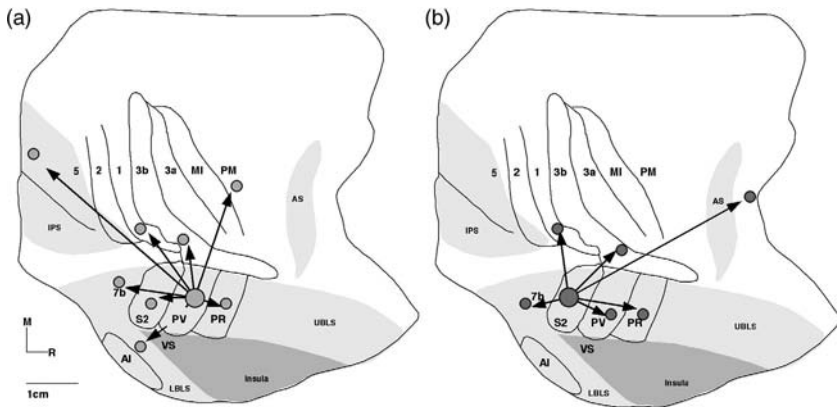 (a)
5 2 1 3b 3a MI PM
AS
IPS
7b
S2 PV PR
UBLS
VS
AI
Insula
LBLS
M
R
1cm
(b)
5 2 1 3b 3a MI PM
AS
IPS
7b
S2 PV PR
UBLS
VS
AI
Insula
LBLS